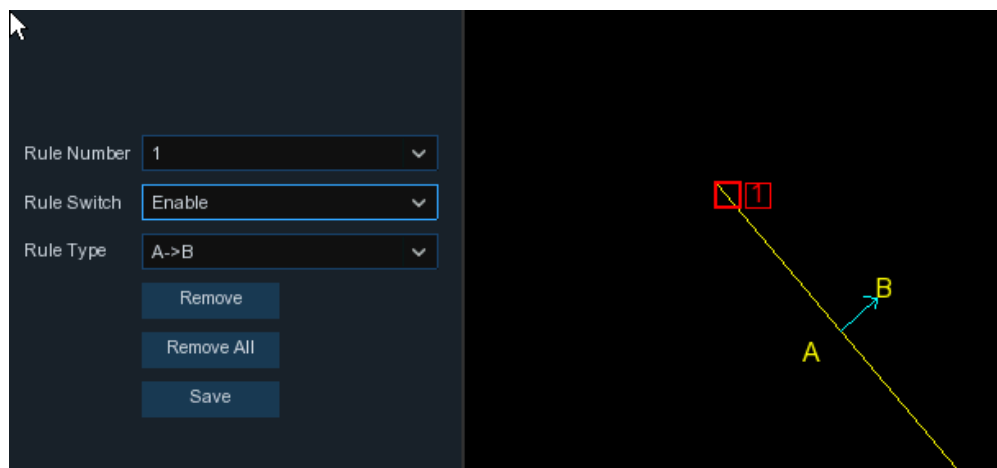 Rule Number 1
Rule Switch Enable
Rule Type A->B
Remove
Remove All
Save
1
B
A